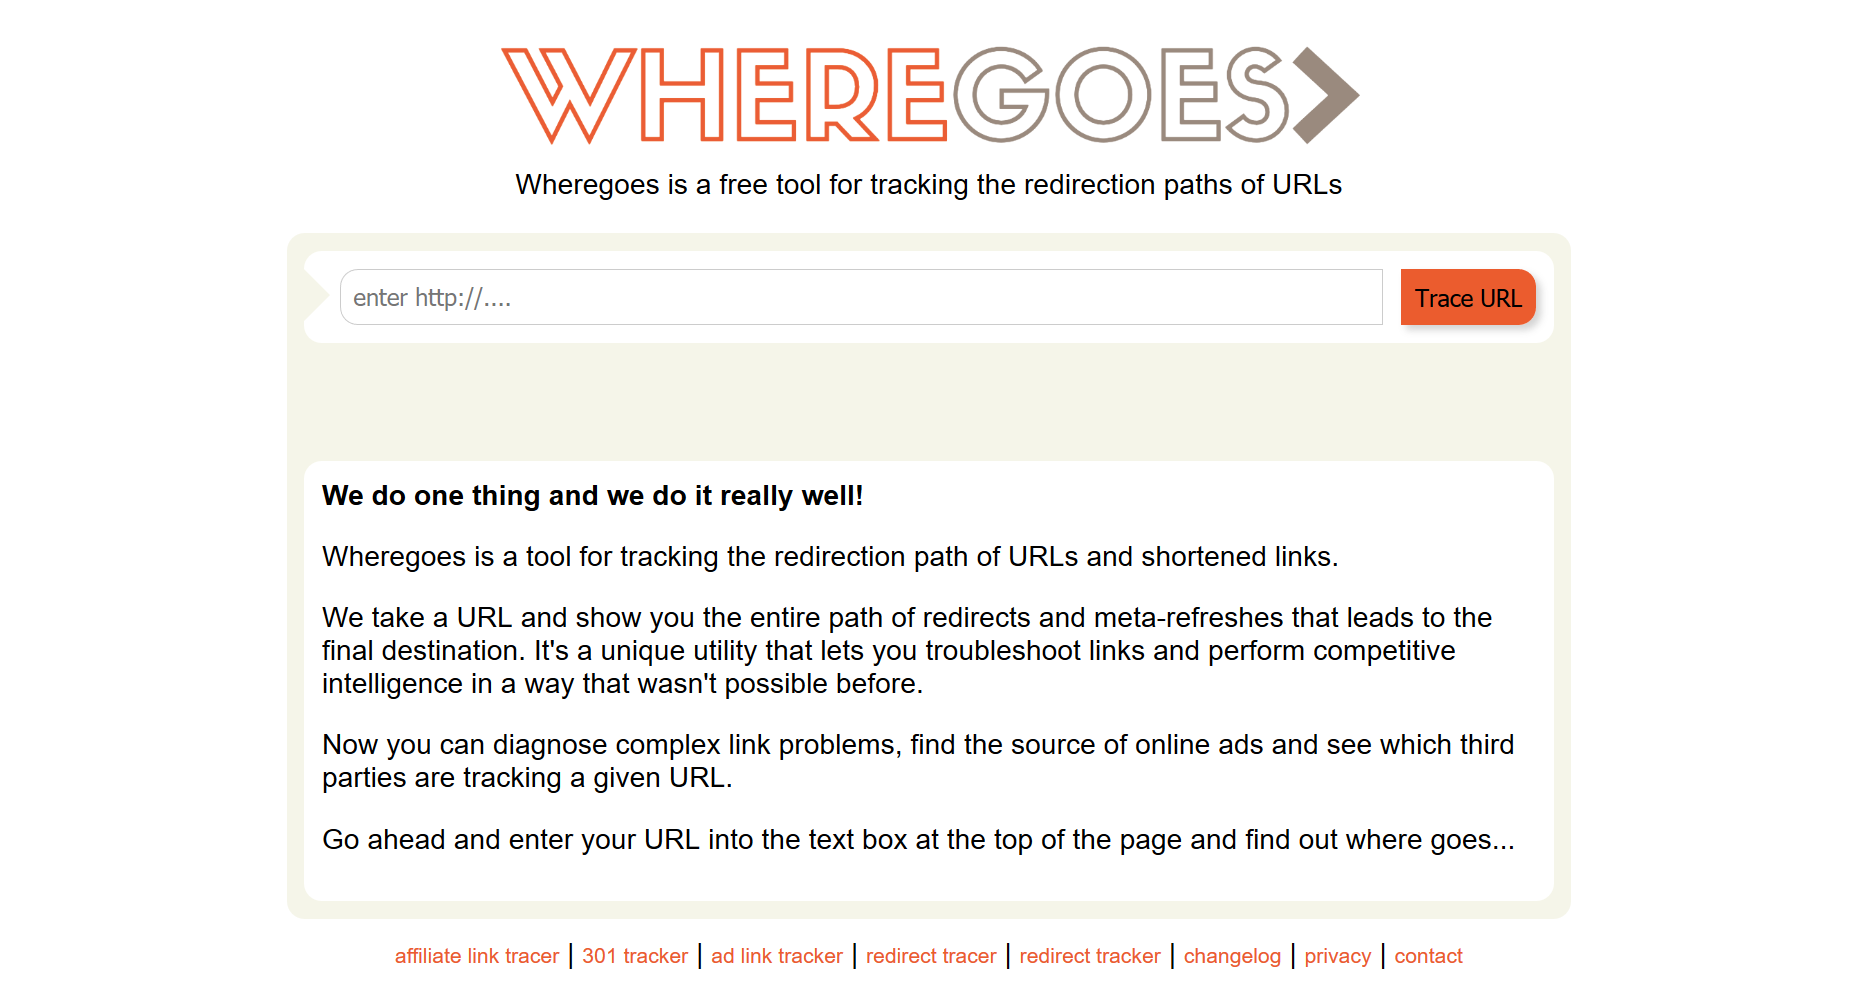 WHEREGOES
Wheregoes is a free tool for tracking the redirection paths of URLs
enter http://....
Trace URL
We do one thing and we do it really well!
Wheregoes is a tool for tracking the redirection path of URLs and shortened links.
We take a URL and show you the entire path of redirects and meta-refreshes that leads to the
final destination. It's a unique utility that lets you troubleshoot links and perform competitive
intelligence in a way that wasn't possible before.
Now you can diagnose complex link problems, find the source of online ads and see which third
parties are tracking a given URL.
Go ahead and enter your URL into the text box at the top of the page and find out where goes...
affiliate link tracer | 301 tracker | ad link tracker | redirect tracer | redirect tracker | changelog | privacy | contact